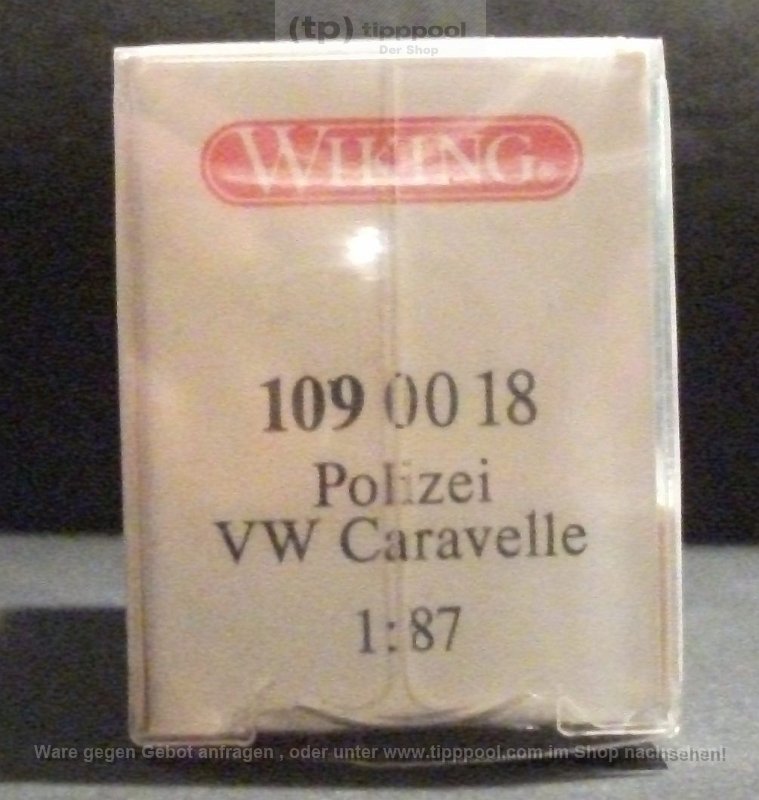 (tp) tipppool
Der Shop
WIKING®
109 00 18
Polizei
VW Caravelle
1:87
Ware gegen Gebot anfragen , oder unter www.tipppool.com im Shop nachsehen!